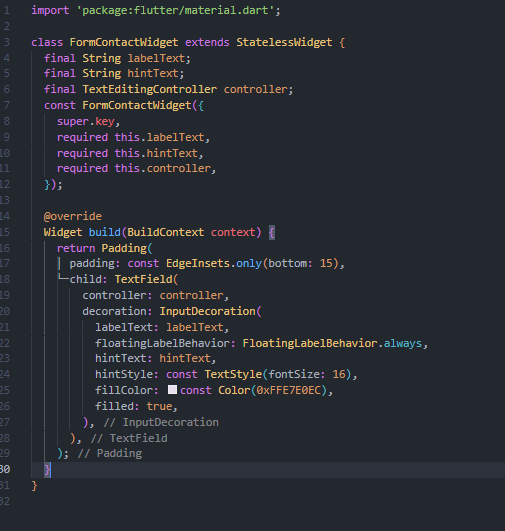 1 import 'package:flutter/material.dart';
2
3 class FormContactWidget extends StatelessWidget {
4 final String labelText;
5 final String hintText;
6 final TextEditingController controller;
7 const FormContactWidget({
8 super.key,
9 required this.labelText,
10 required this.hintText,
11 required this.controller,
12 });
13
14 @override
15 Widget build(BuildContext context) {
16 return Padding(
17 padding: const EdgeInsets.only(bottom: 15),
18 child: TextField(
19 controller: controller,
20 decoration: InputDecoration(
21 labelText: labelText,
22 floatingLabelBehavior: FloatingLabelBehavior.always,
23 hintText: hintText,
24 hintStyle: const TextStyle(fontSize: 16),
25 fillColor: const Color(0xFFE7E0EC),
26 filled: true,
27 ), // InputDecoration
28 ), // TextField
29 ); // Padding
30 }
31 }
32